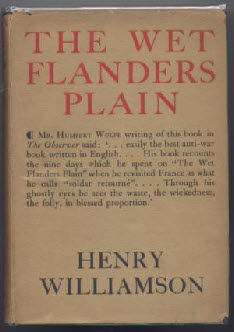 THE WET
FLANDERS
PLAIN
¶ Mr. Humbert Wolfe writing of this book in
The Observer said: '. . . easily the best anti-war
book written in English. . . . His book recounts
the nine days which he spent on "The Wet
Flanders Plain" when he revisited France as what
he calls "soldat retourné". . . . Through his
ghostly eyes he sees the waste, the wickedness,
the folly, in blessed proportion.'
HENRY
WILLIAMSON